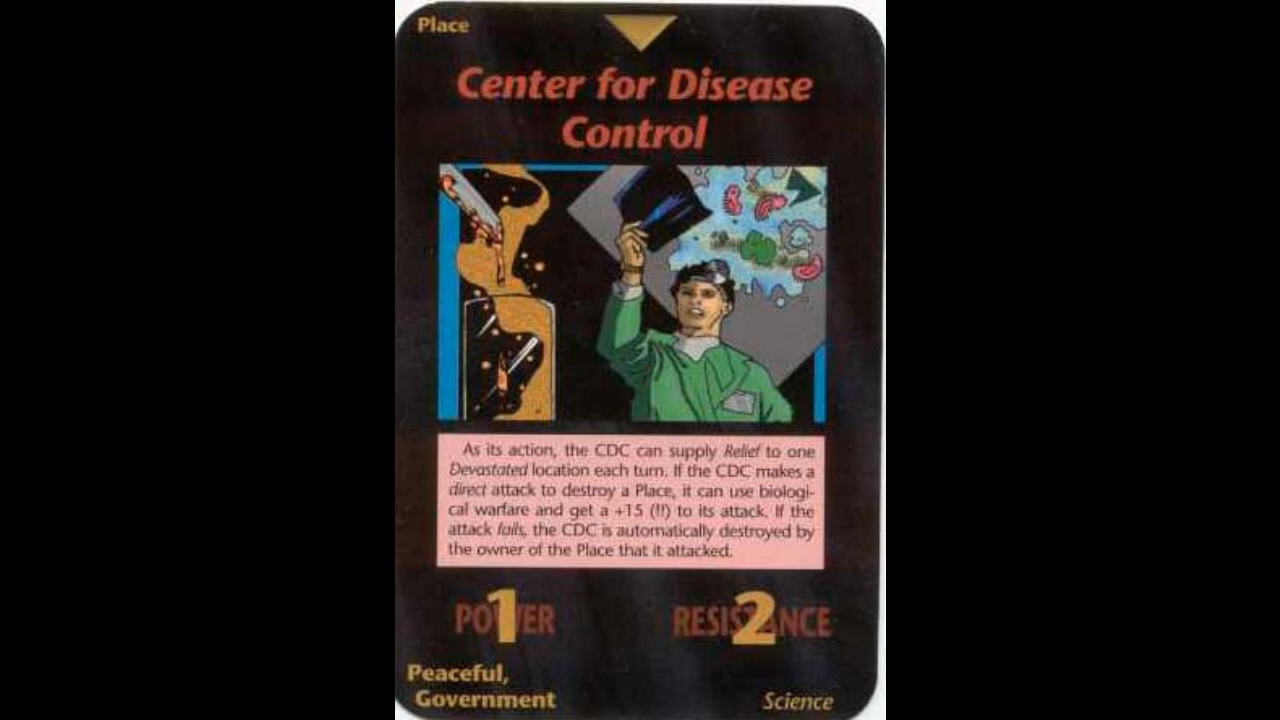 Place
Center for Disease
Control
As its action, the CDC can supply Relief to one
Devastated location each turn. If the CDC makes a
direct attack to destroy a Place, it can use biologi-
cal warfare and get a +15 (!!) to its attack. If the
attack fails, the CDC is automatically destroyed by
the owner of the Place that it attacked.
POWER 1 RESISTANCE 2
Peaceful,
Government
Science